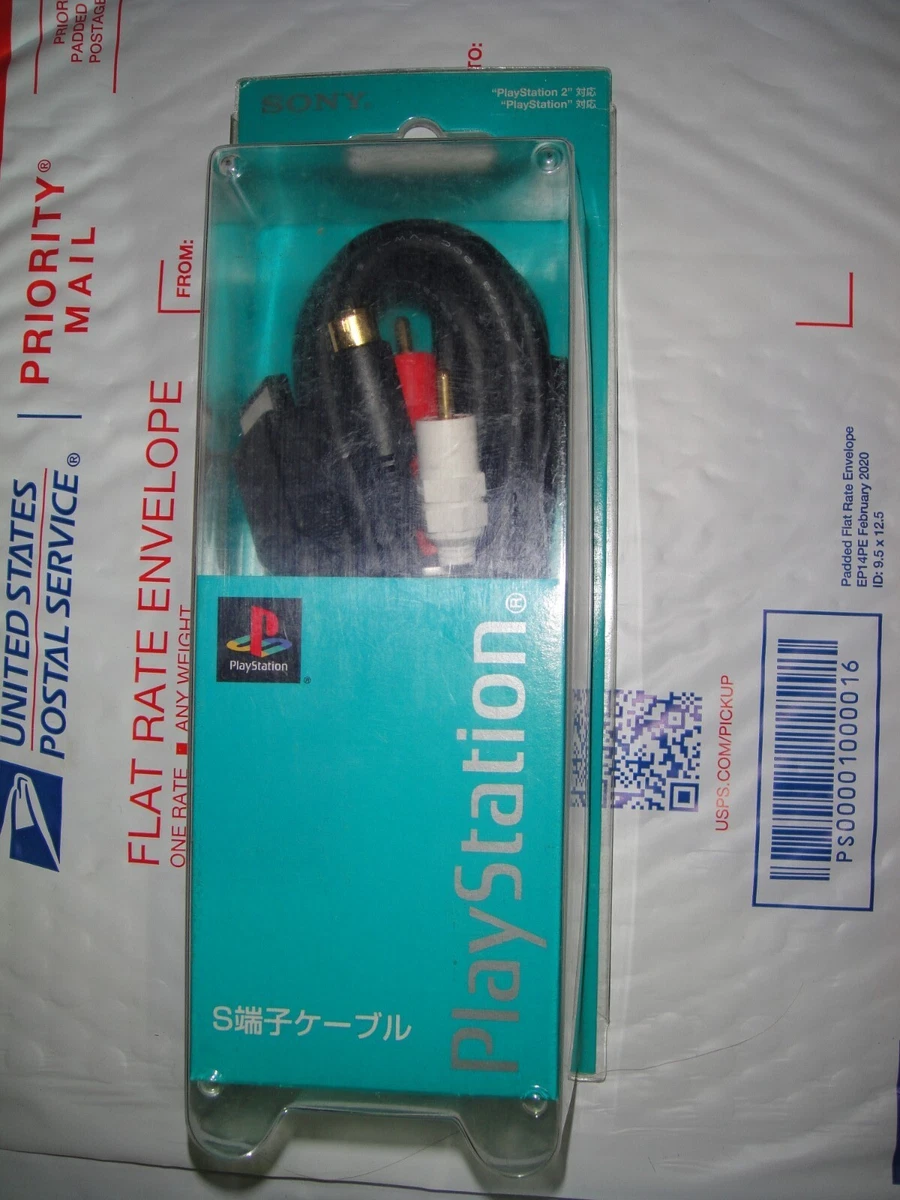 SONY®
"PlayStation 2" 対応
"PlayStation" 対応
PlayStation
®
PlayStation®
S端子ケーブル
PRIORITY®
MAIL
UNITED STATES
POSTAL SERVICE®
FROM:
TO:
FLAT RATE ENVELOPE
ONE RATE ■ ANY WEIGHT
PADDED
POSTAGE
USPS.COM/PICKUP
Padded Flat Rate Envelope
EP14PE February 2020
ID: 9.5 x 12.5
PS00001000016